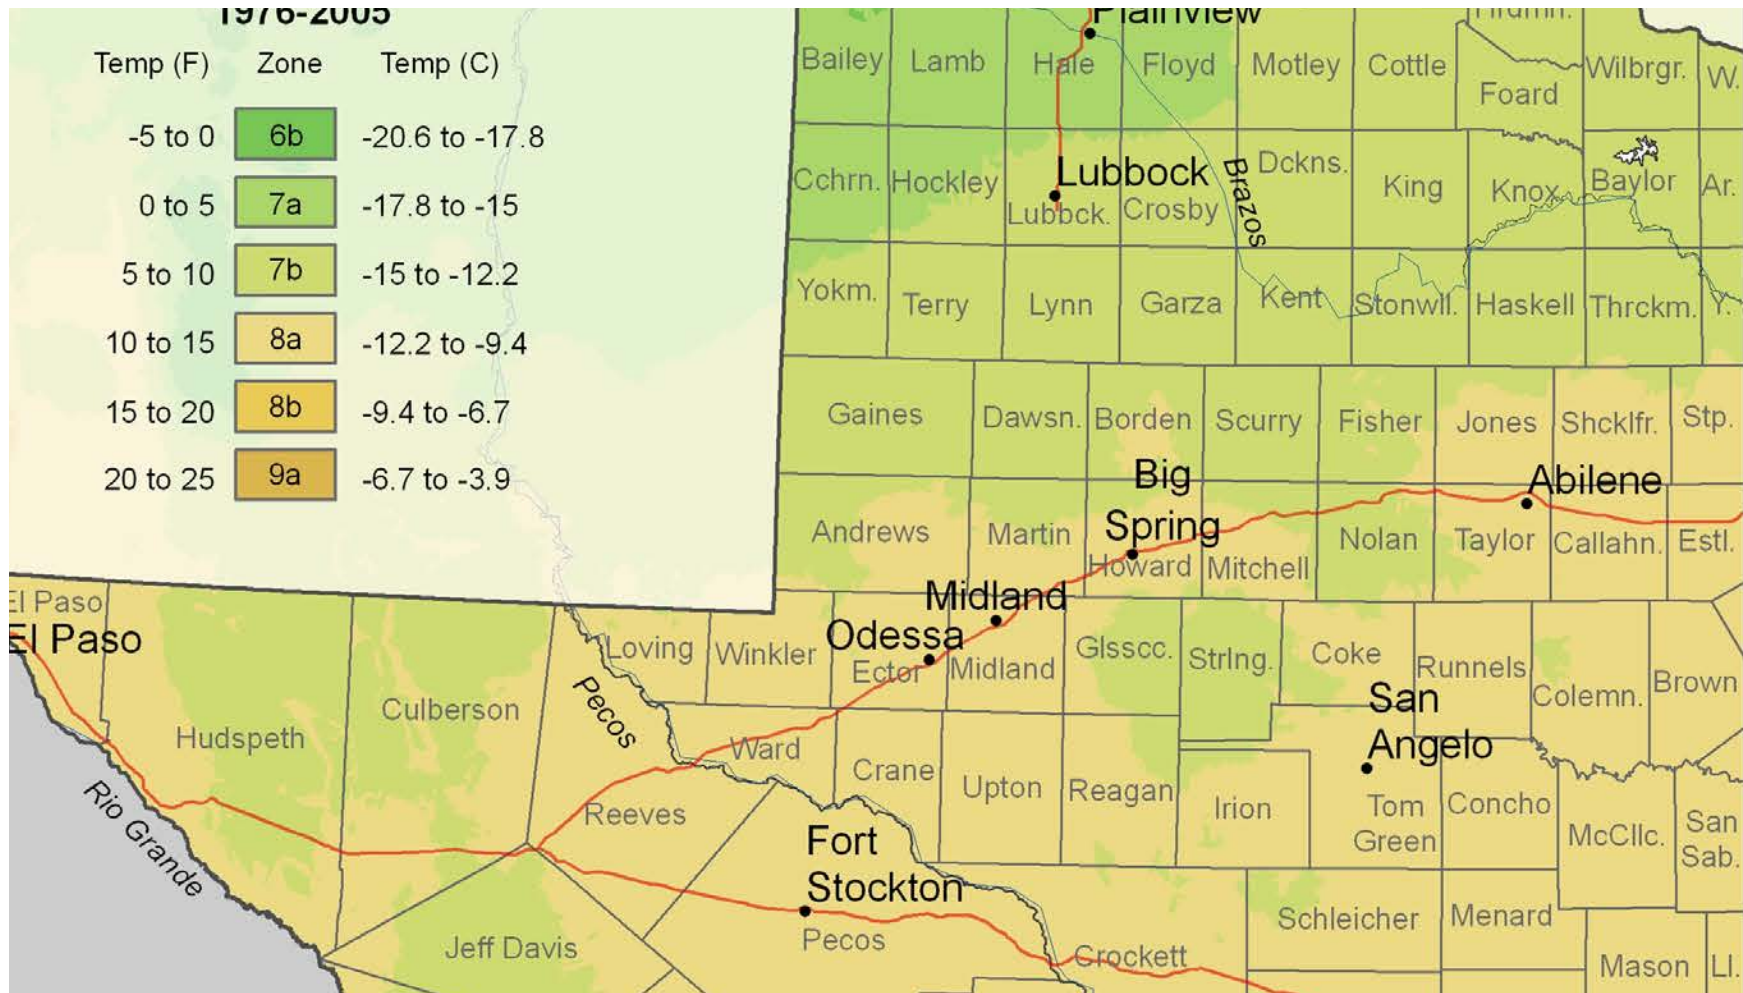 1976-2005
Temp (F) Zone Temp (C)
-5 to 0 6b -20.6 to -17.8
0 to 5 7a -17.8 to -15
5 to 10 7b -15 to -12.2
10 to 15 8a -12.2 to -9.4
15 to 20 8b -9.4 to -6.7
20 to 25 9a -6.7 to -3.9
Plainview
Bailey
Lamb
Hale
Floyd
Motley
Cottle
Foard
Wilbrgr.
W.
Cchrn.
Hockley
Lubbock
Lubbck.
Crosby
Brazos
Dckns.
King
Knox
Baylor
Ar.
Yokm.
Terry
Lynn
Garza
Kent
Stonwll.
Haskell
Thrckm.
Y.
Gaines
Dawsn.
Borden
Scurry
Fisher
Jones
Shcklfr.
Stp.
Big
Spring
Abilene
Andrews
Martin
Howard
Mitchell
Nolan
Taylor
Callahn.
Estl.
El Paso
El Paso
Midland
Odessa
Loving
Winkler
Ector
Midland
Glsscc.
Strlng.
Coke
Runnels
Colemn.
Brown
San
Angelo
Hudspeth
Culberson
Pecos
Ward
Crane
Upton
Reagan
Irion
Tom
Green
Concho
McCllc.
San
Sab.
Rio Grande
Reeves
Fort
Stockton
Pecos
Jeff Davis
Crockett
Schleicher
Menard
Mason
Ll.